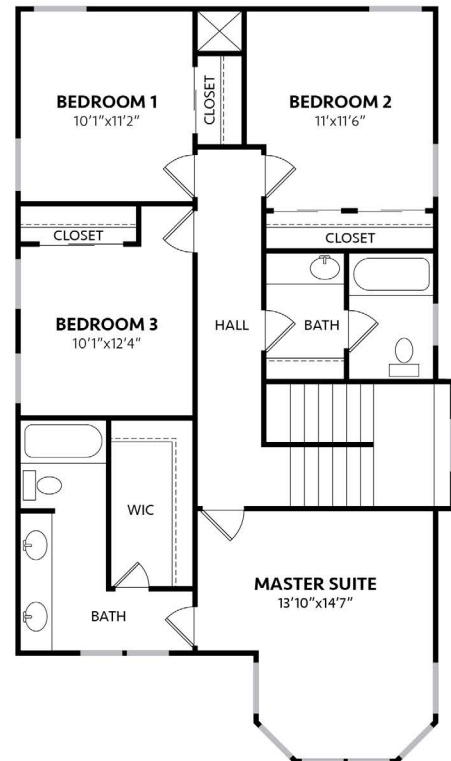 BEDROOM 1
10'1"x11'2"
CLOSET
BEDROOM 2
11'x11'6"
CLOSET
CLOSET
BEDROOM 3
10'1"x12'4"
HALL
BATH
WIC
BATH
MASTER SUITE
13'10"x14'7"